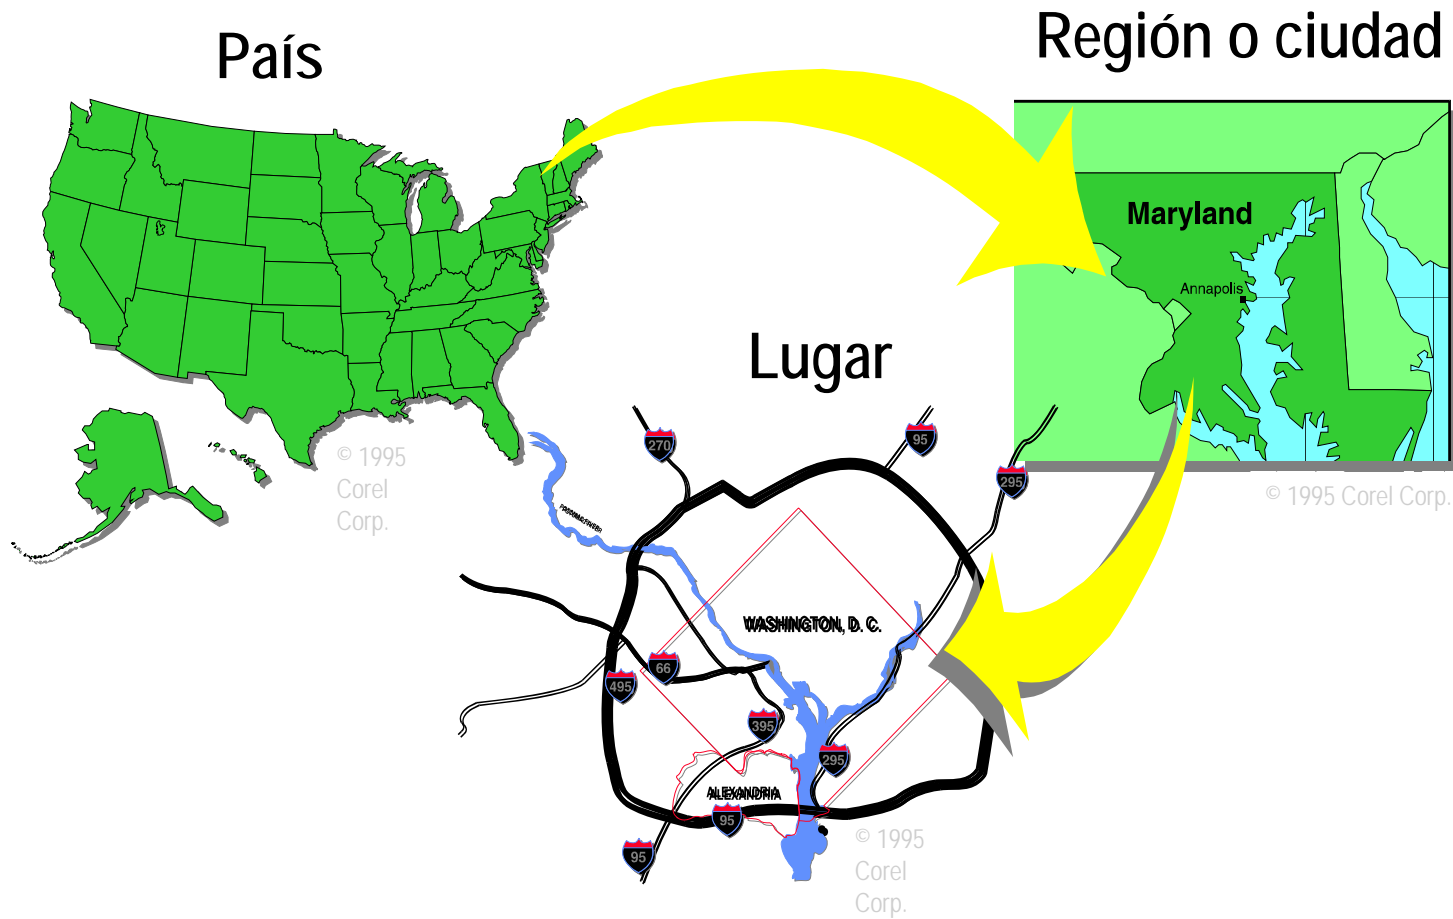 País
Región o ciudad
Maryland
Annapolis
© 1995 Corel Corp.
© 1995
Corel
Corp.
Lugar
270
95
295
WASHINGTON, D. C.
66
495
395
295
ALEXANDRIA
95
95
© 1995
Corel
Corp.